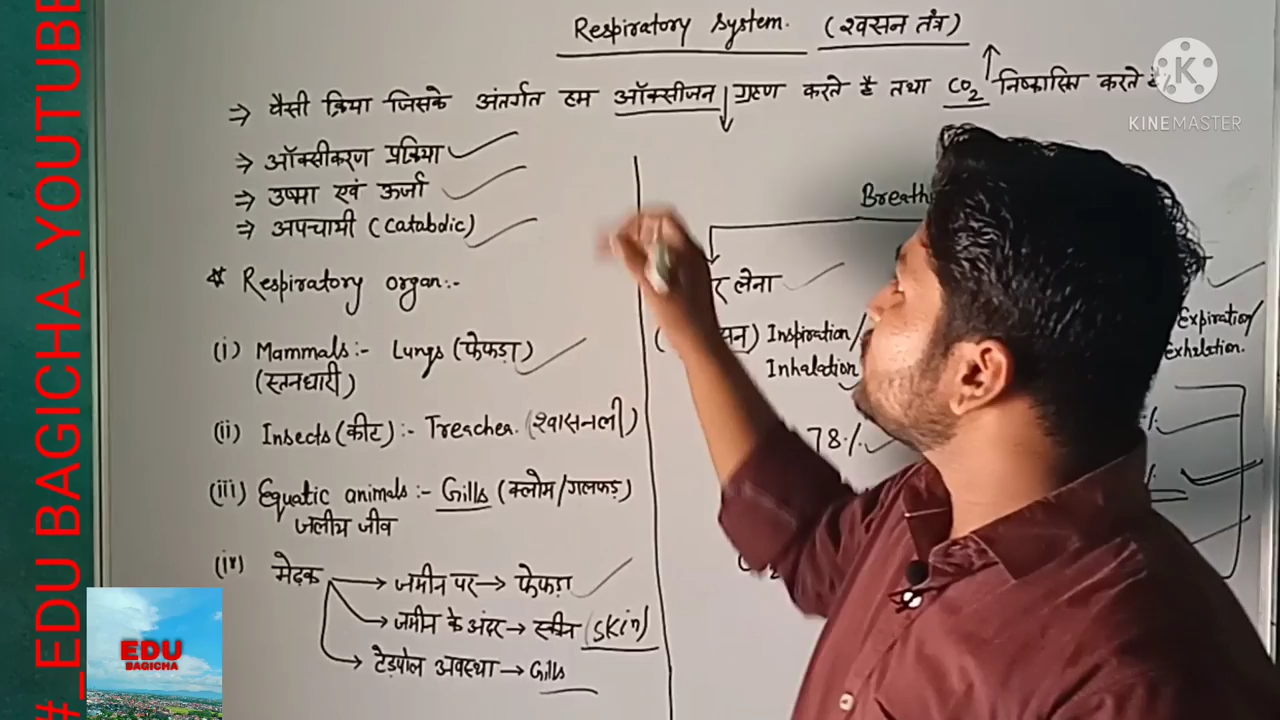 Respiratory System. (श्वसन तंत्र)
⇒ वैसी क्रिया जिसके अंतर्गत हम ऑक्सीजन ग्रहण करते है तथा CO2 निष्कासित करते है
⇒ ऑक्सीकरण प्रक्रिया
⇒ उष्मा एवं ऊर्जा
⇒ अपचायी (Catabolic)
* Respiratory organ:-
(i) Mammals:- Lungs (फेफड़ा)
(स्तनधारी)
(ii) Insects (कीट):- Treachea. (श्वासनली)
(iii) Equatic animals:- Gills (क्लोम/गलफड़)
जलीय जीव
(iv) मेढ़क → जमीन पर → फेफड़ा
→ जमीन के अंदर → स्कीन (Skin)
→ टेडपोल अवस्था → Gills
लेना
Inspiration/
Inhalation
78%
Expiration/
Exhalation.
KINEMASTER
#_EDU BAGICHA_YOUTUBE
EDU
BAGICHA